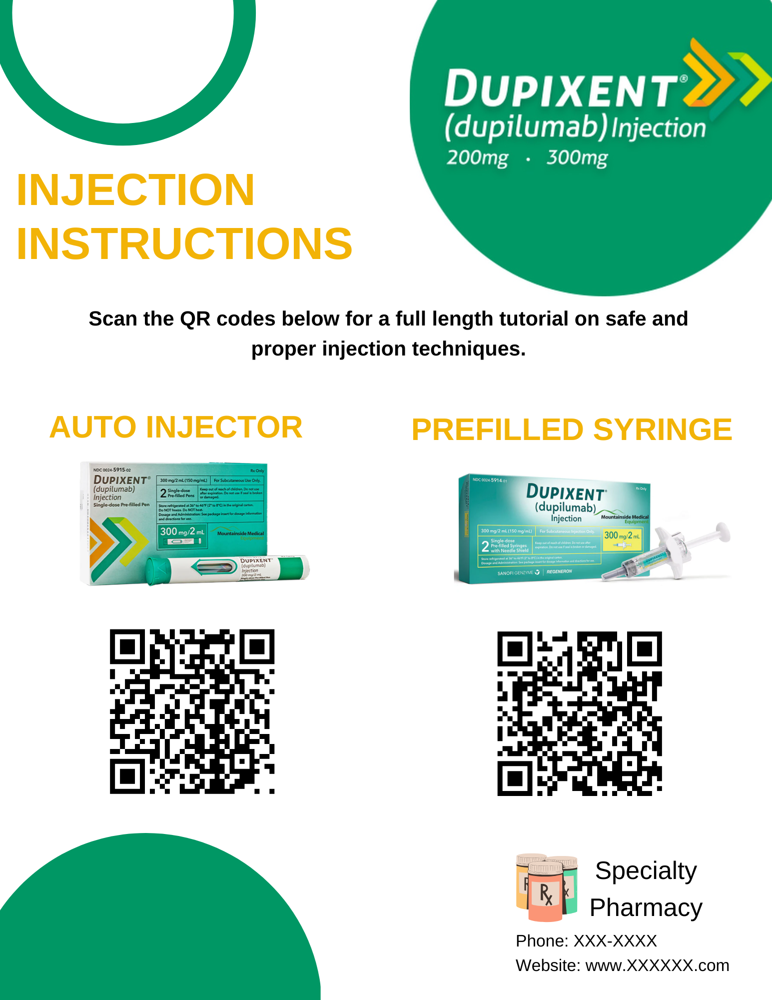 DUPIXENT®
(dupilumab) Injection
200mg · 300mg
INJECTION
INSTRUCTIONS
Scan the QR codes below for a full length tutorial on safe and
proper injection techniques.
AUTO INJECTOR
NDC 0024-5915-02
Rx Only
DUPIXENT®
(dupilumab)
Injection
Single-dose Pre-filled Pen
300 mg/2 mL (150 mg/mL)
For Subcutaneous Use Only.
2 Single-dose
Pre-filled Pens
Keep out of reach of children. Do not use
after expiration. Do not use if seal is broken
or damaged.
Store refrigerated at 36° to 46°F (2° to 8°C) in the original carton.
Do NOT freeze. Do NOT heat.
Dosage and Administration: See package insert for dosage information
and directions for use.
300 mg/2 mL
Mountainside Medical
Equipment
DUPIXENT®
(dupilumab)
Injection
300 mg/2 mL
Single-dose Pre-filled Pen
PREFILLED SYRINGE
NDC 0024-5914-01
Rx Only
DUPIXENT®
(dupilumab)
Injection
Mountainside Medical
Equipment
300 mg/2 mL (150 mg/mL)
For Subcutaneous Injection Only.
300 mg/2 mL
2 Single-dose
Pre-filled Syringes
with Needle Shield
Keep out of reach of children. Do not use after
expiration. Do not use if seal is broken or damaged.
Store refrigerated at 36° to 46°F (2° to 8°C) in the original carton.
Dosage and Administration: See package insert for dosage information and directions for use.
SANOFI GENZYME
REGENERON
DUPIXENT
Specialty
Pharmacy
Rx
Phone: XXX-XXXX
Website: www.XXXXXX.com